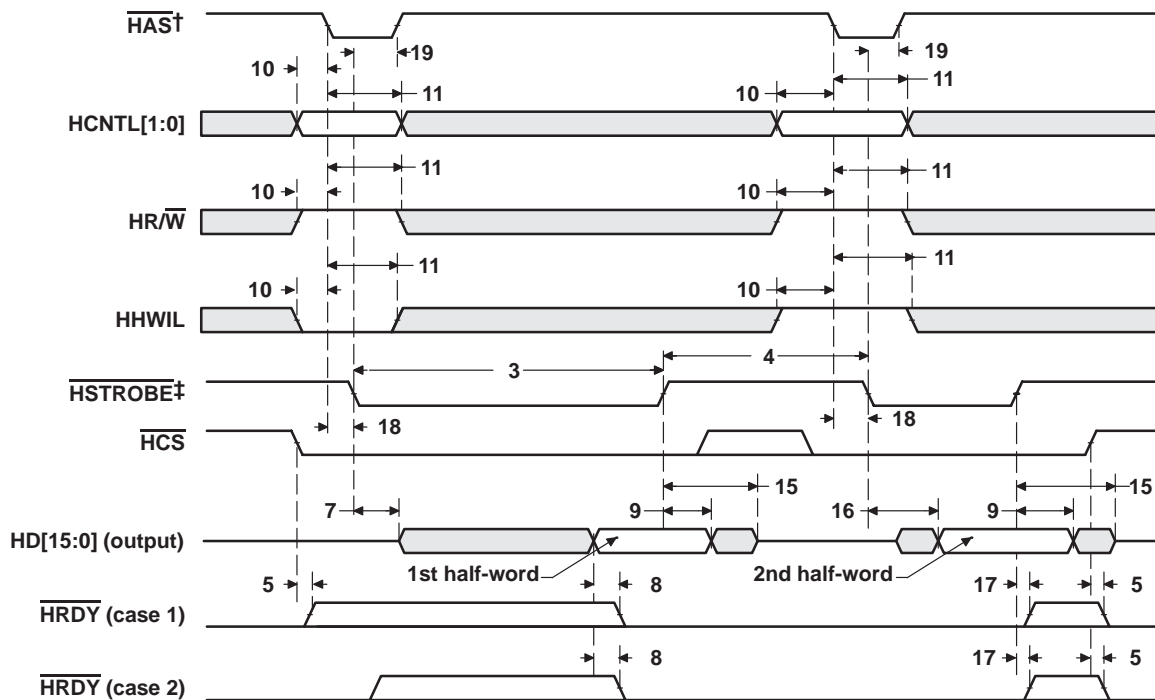 HAS†
19
19
10
11
10
11
HCNTL[1:0]
11
11
10
10
HR/W
11
11
10
10
HHWIL
3
4
HSTROBE‡
18
18
HCS
15
15
7
9
16
9
HD[15:0] (output)
1st half-word
2nd half-word
5
8
17
5
HRDY (case 1)
8
17
5
HRDY (case 2)